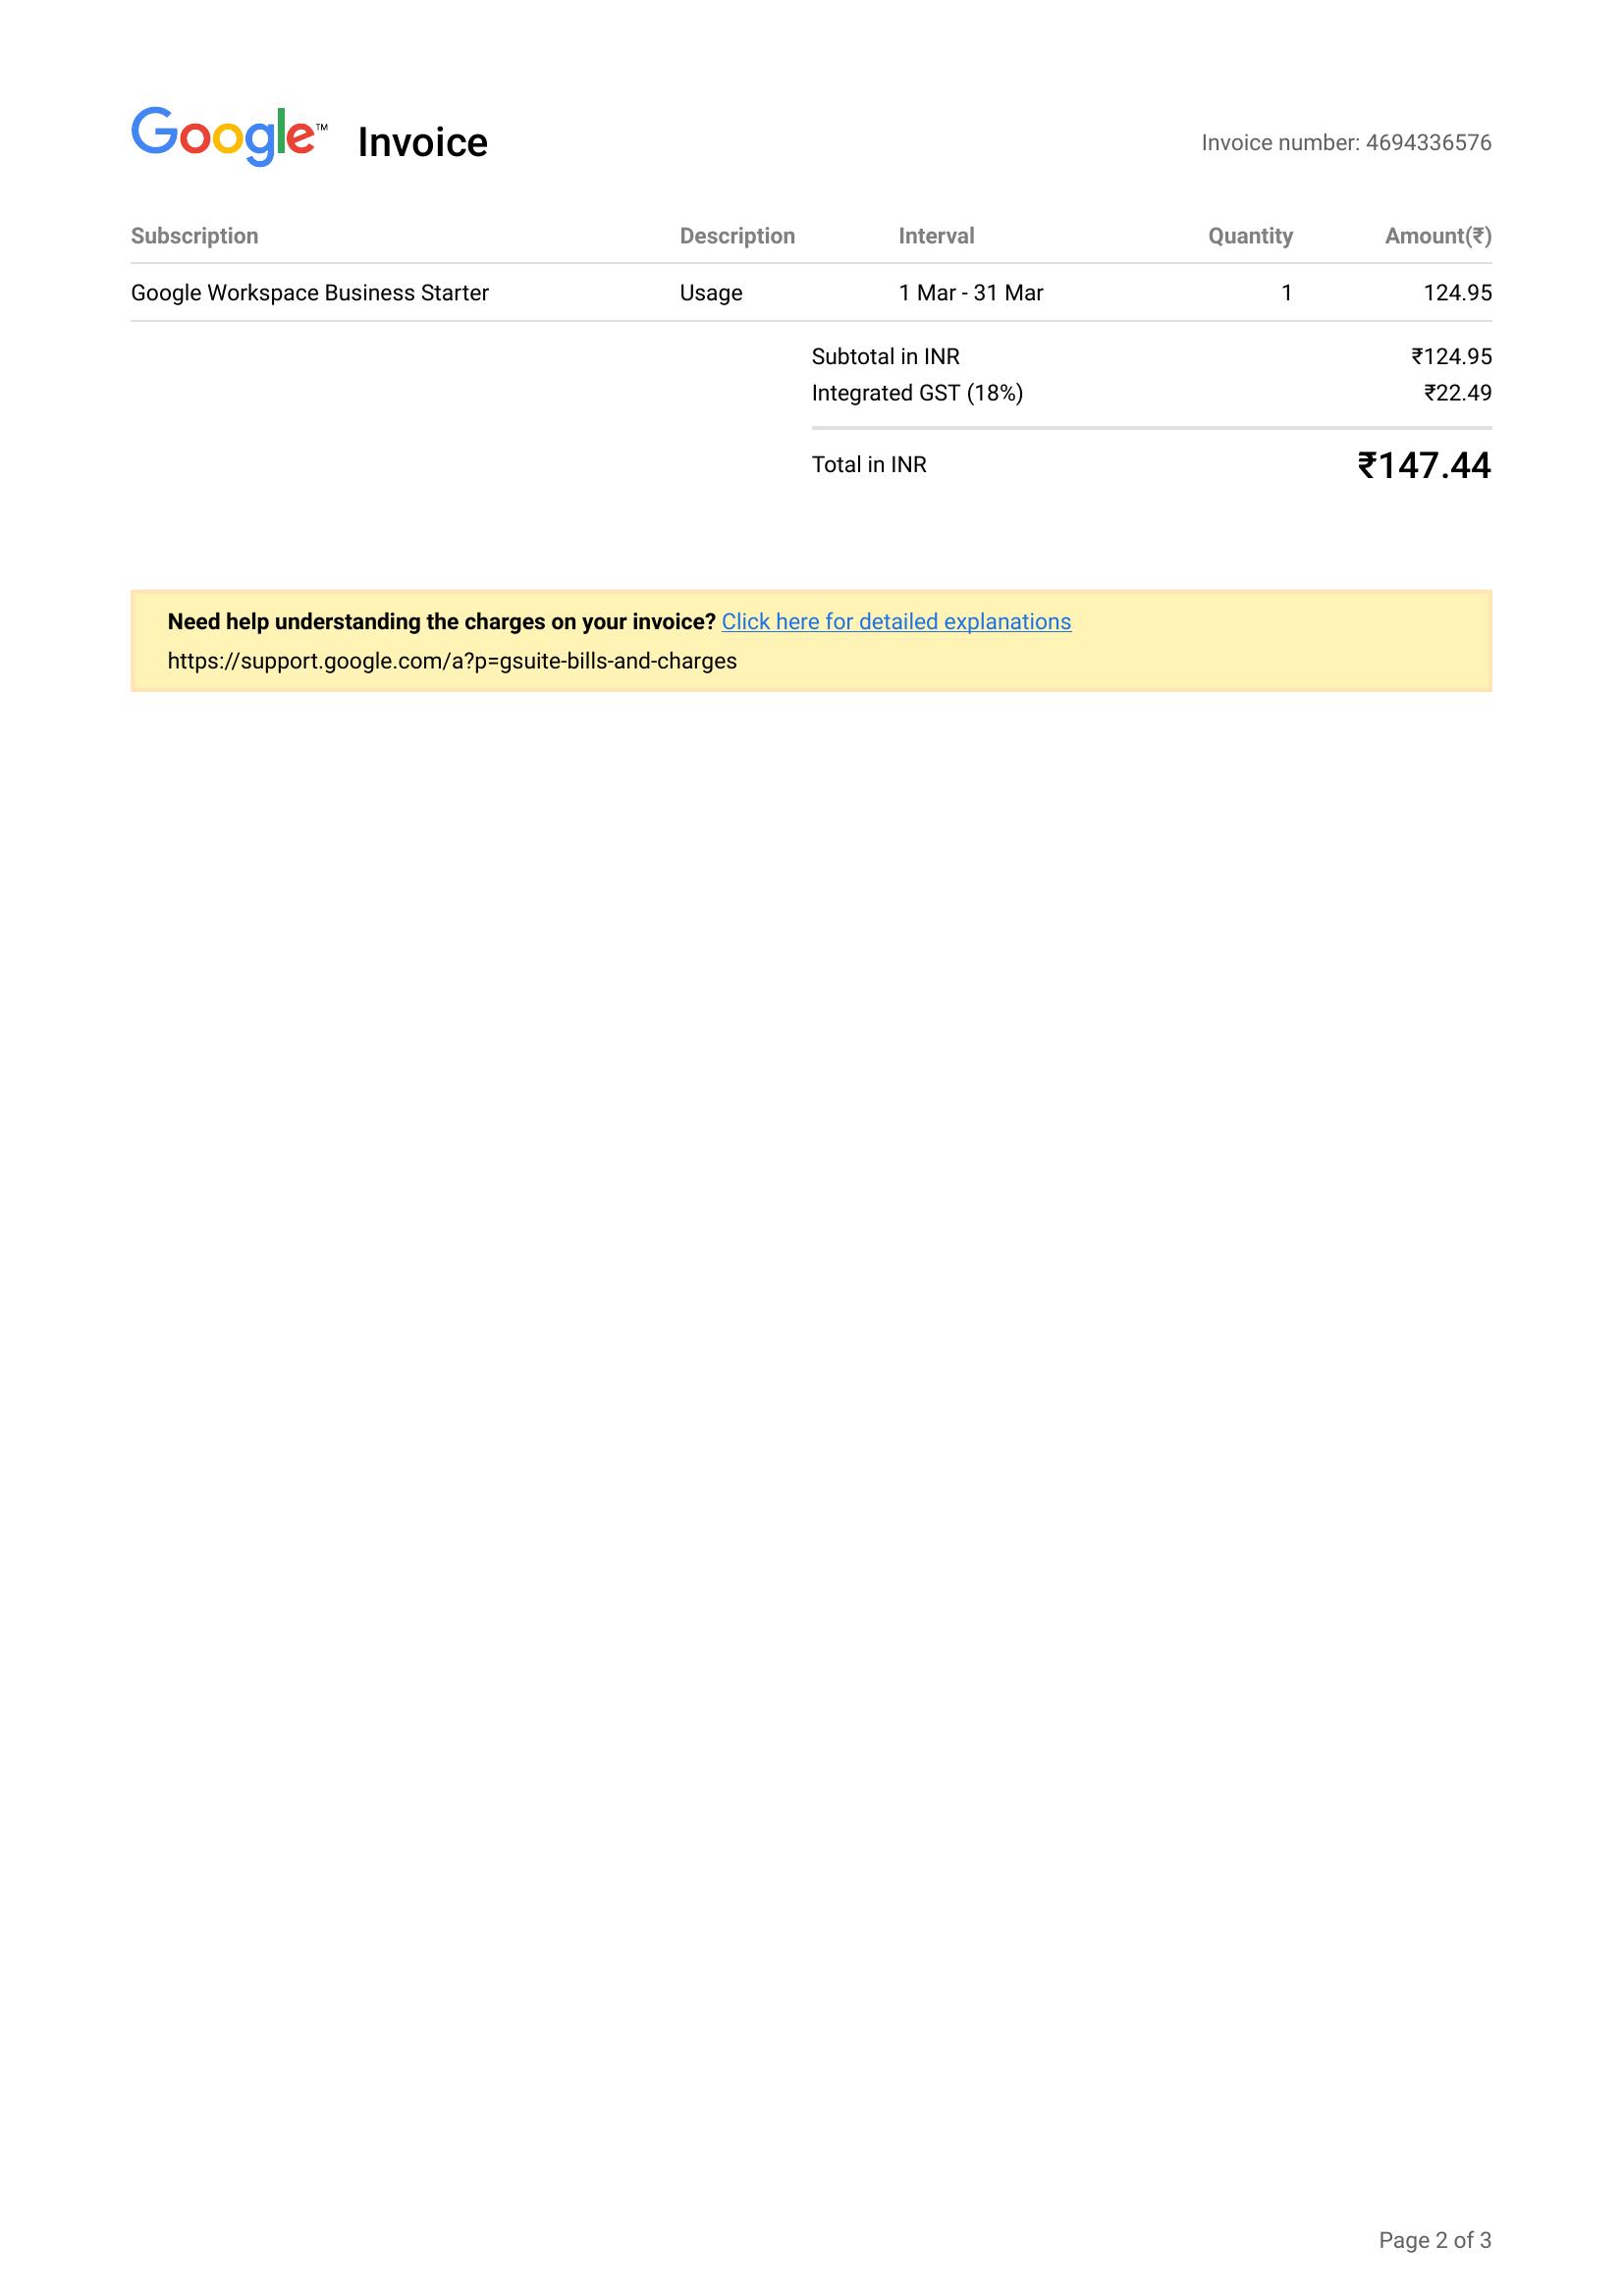 Google™ Invoice Invoice number: 4694336576
Subscription Description Interval Quantity Amount(₹)
Google Workspace Business Starter Usage 1 Mar - 31 Mar 1 124.95
Subtotal in INR ₹124.95
Integrated GST (18%) ₹22.49
Total in INR ₹147.44
Need help understanding the charges on your invoice? Click here for detailed explanations
https://support.google.com/a?p=gsuite-bills-and-charges
Page 2 of 3